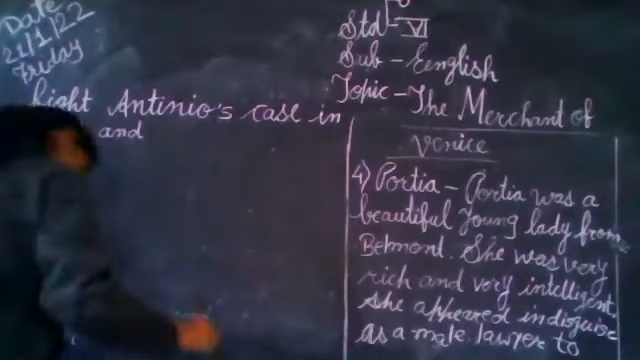 Date
21/1/22
Friday
Std - VI
Sub - Eenglish
Topic - The Merchant of
Venice
4) Portia - Portia was a
beautiful young lady from
Belmont. She was very
rich and very intelligent
she appeared in disguise
as a male lawyer to
fight Antinio's case in
and